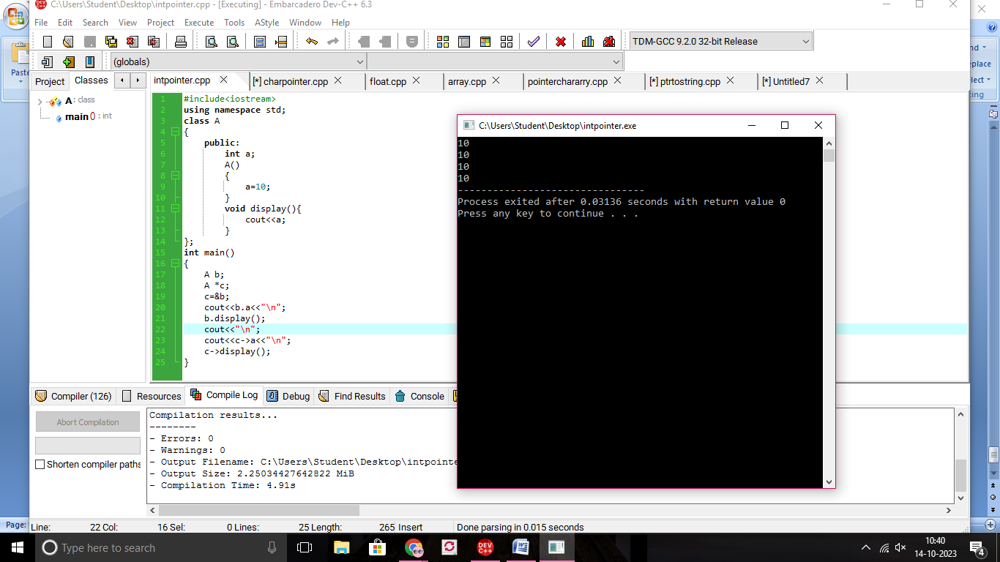 C:\Users\Student\Desktop\intpointer.cpp - [Executing] - Embarcadero Dev-C++ 6.3
File Edit Search View Project Execute Tools AStyle Window Help
TDM-GCC 9.2.0 32-bit Release
(globals)
Paste
Project Classes
intpointer.cpp [*] charpointer.cpp float.cpp array.cpp pointerchararry.cpp [*] ptrtostring.cpp [*] Untitled7
A : class
main () : int
1 #include<iostream>
2 using namespace std;
3 class A
4 {
5 public:
6 int a;
7 A()
8 {
9 a=10;
10 }
11 void display(){
12 cout<<a;
13 }
14 };
15 int main()
16 {
17 A b;
18 A *c;
19 c=&b;
20 cout<<b.a<<"\n";
21 b.display();
22 cout<<"\n";
23 cout<<c->a<<"\n";
24 c->display();
25 }
C:\Users\Student\Desktop\intpointer.exe
10
10
10
10
--------------------------------
Process exited after 0.03136 seconds with return value 0
Press any key to continue . . .
Compiler (126) Resources Compile Log Debug Find Results Console
Abort Compilation
Shorten compiler paths
Compilation results...
--------
- Errors: 0
- Warnings: 0
- Output Filename: C:\Users\Student\Desktop\intpointe
- Output Size: 2.25034427642822 MiB
- Compilation Time: 4.91s
Page:
Line: 22 Col: 16 Sel: 0 Lines: 25 Length: 265 Insert Done parsing in 0.015 seconds
Type here to search
DEV C++
10:40
14-10-2023
4